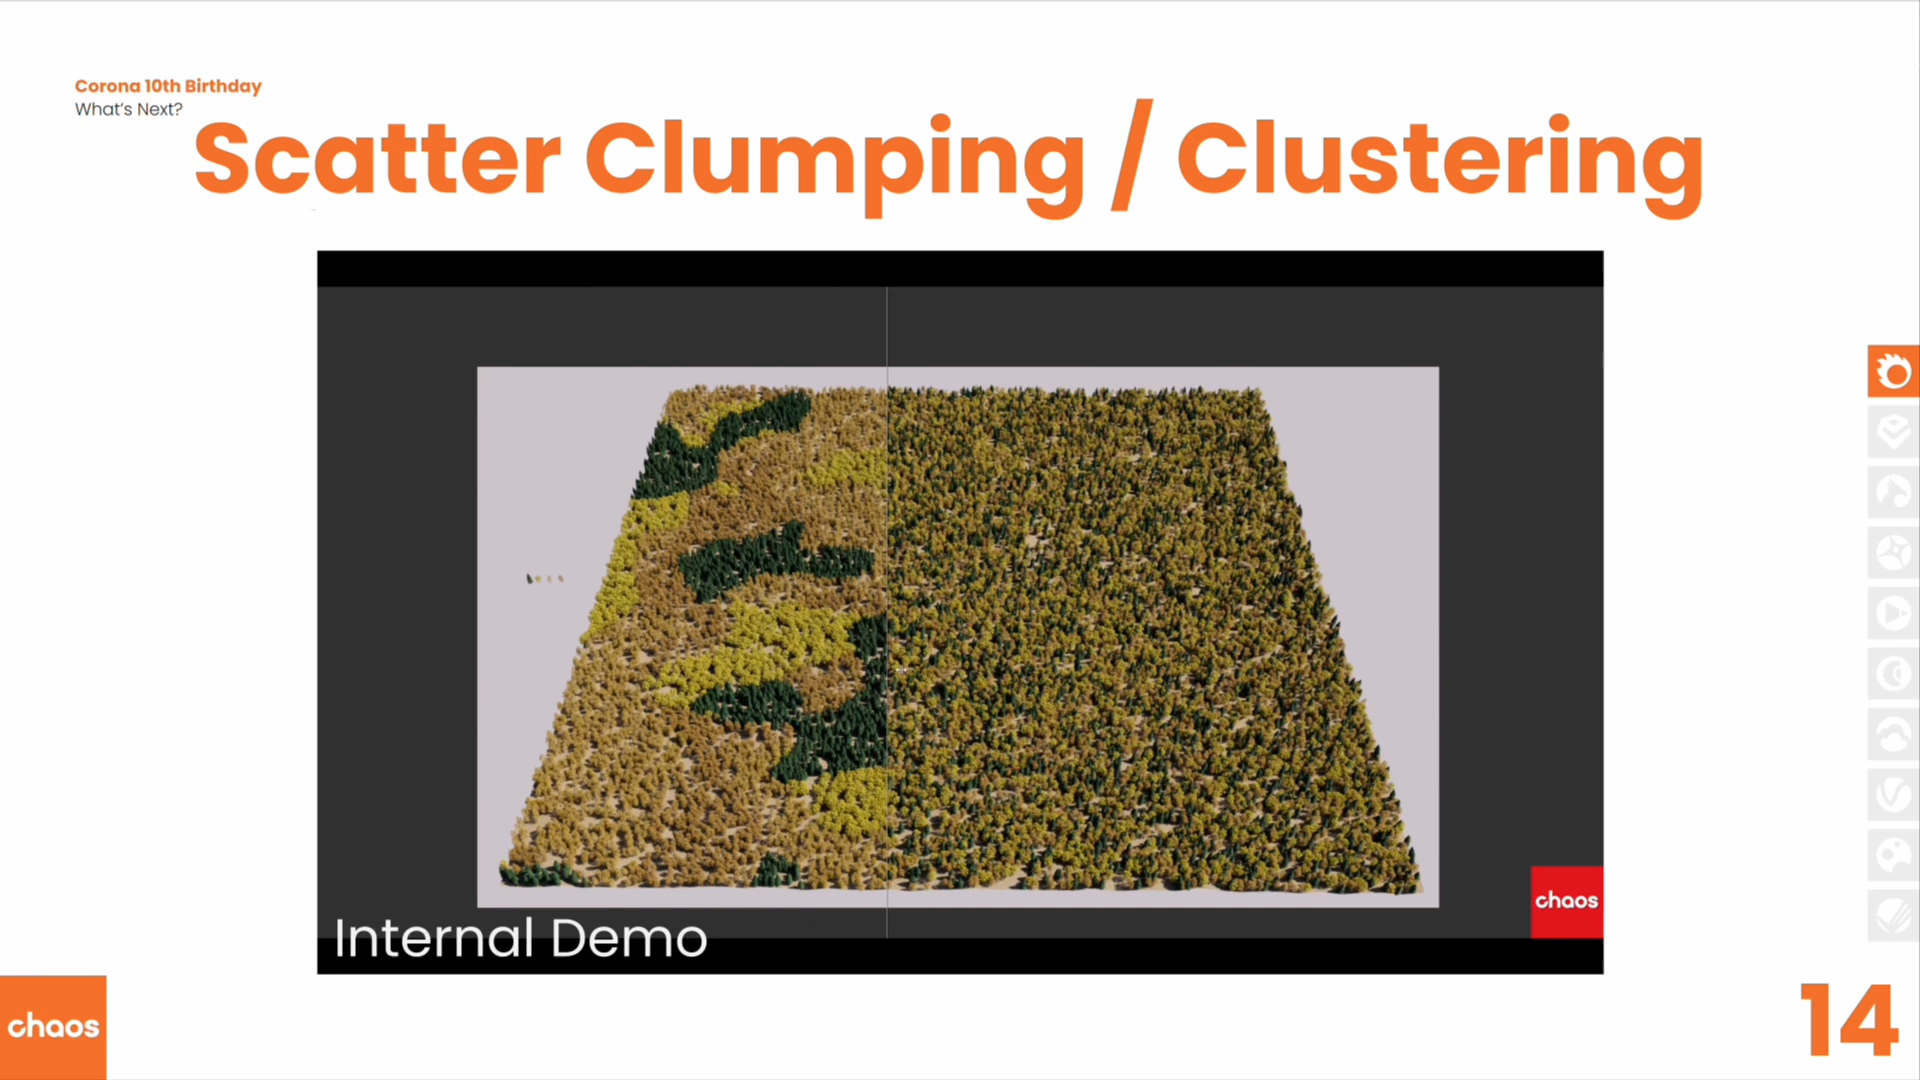 Corona 10th Birthday
What's Next?
Scatter Clumping / Clustering
chaos
Internal Demo
chaos
14